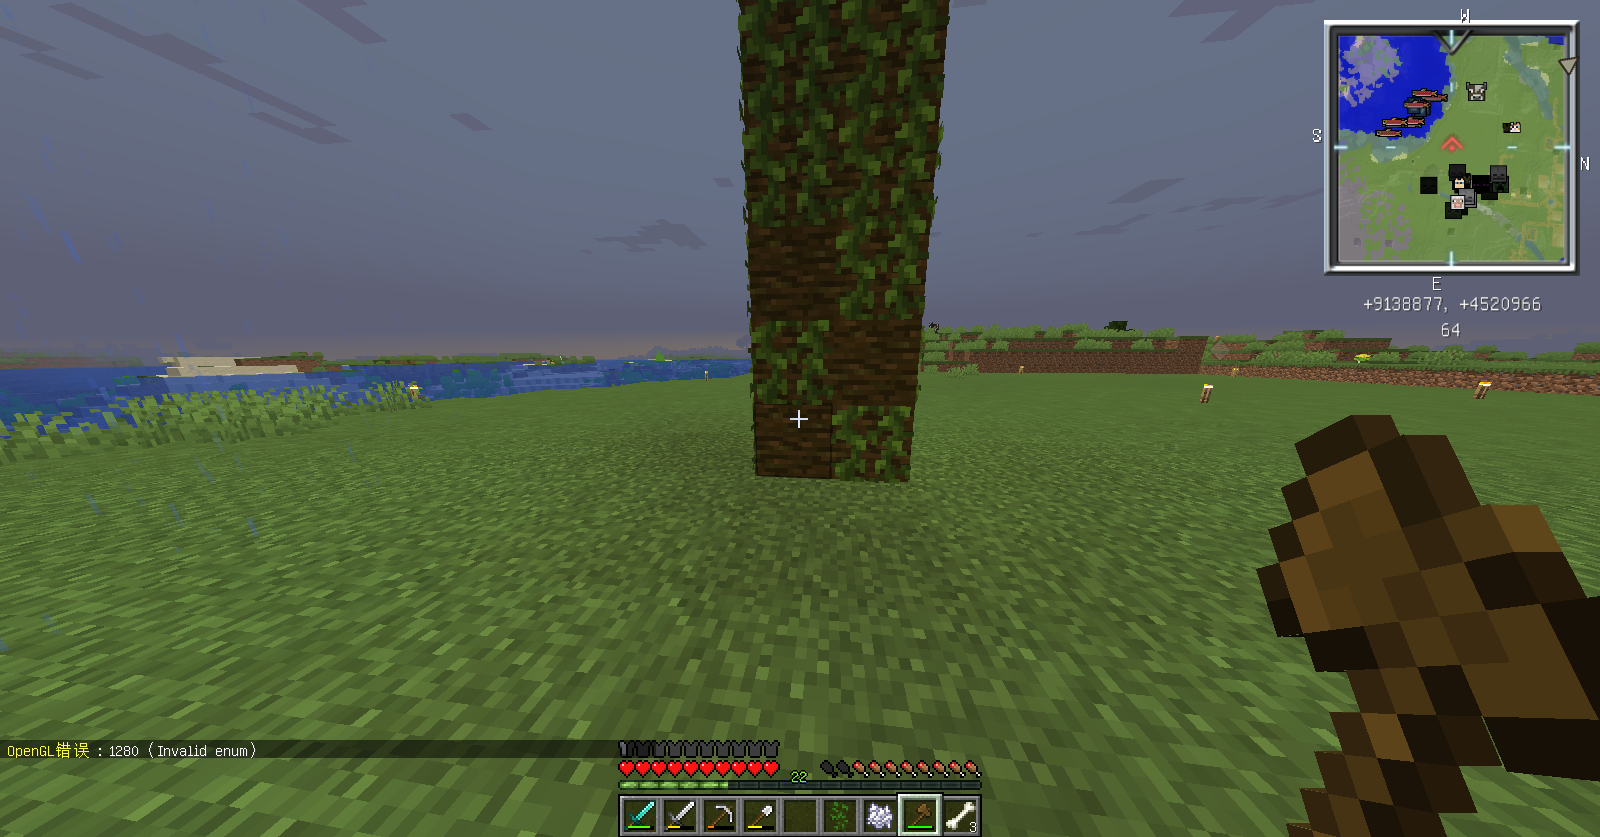 W
S
N
E
+9138877, +4520966
64
OpenGL错误：1280 (Invalid enum)
22
3